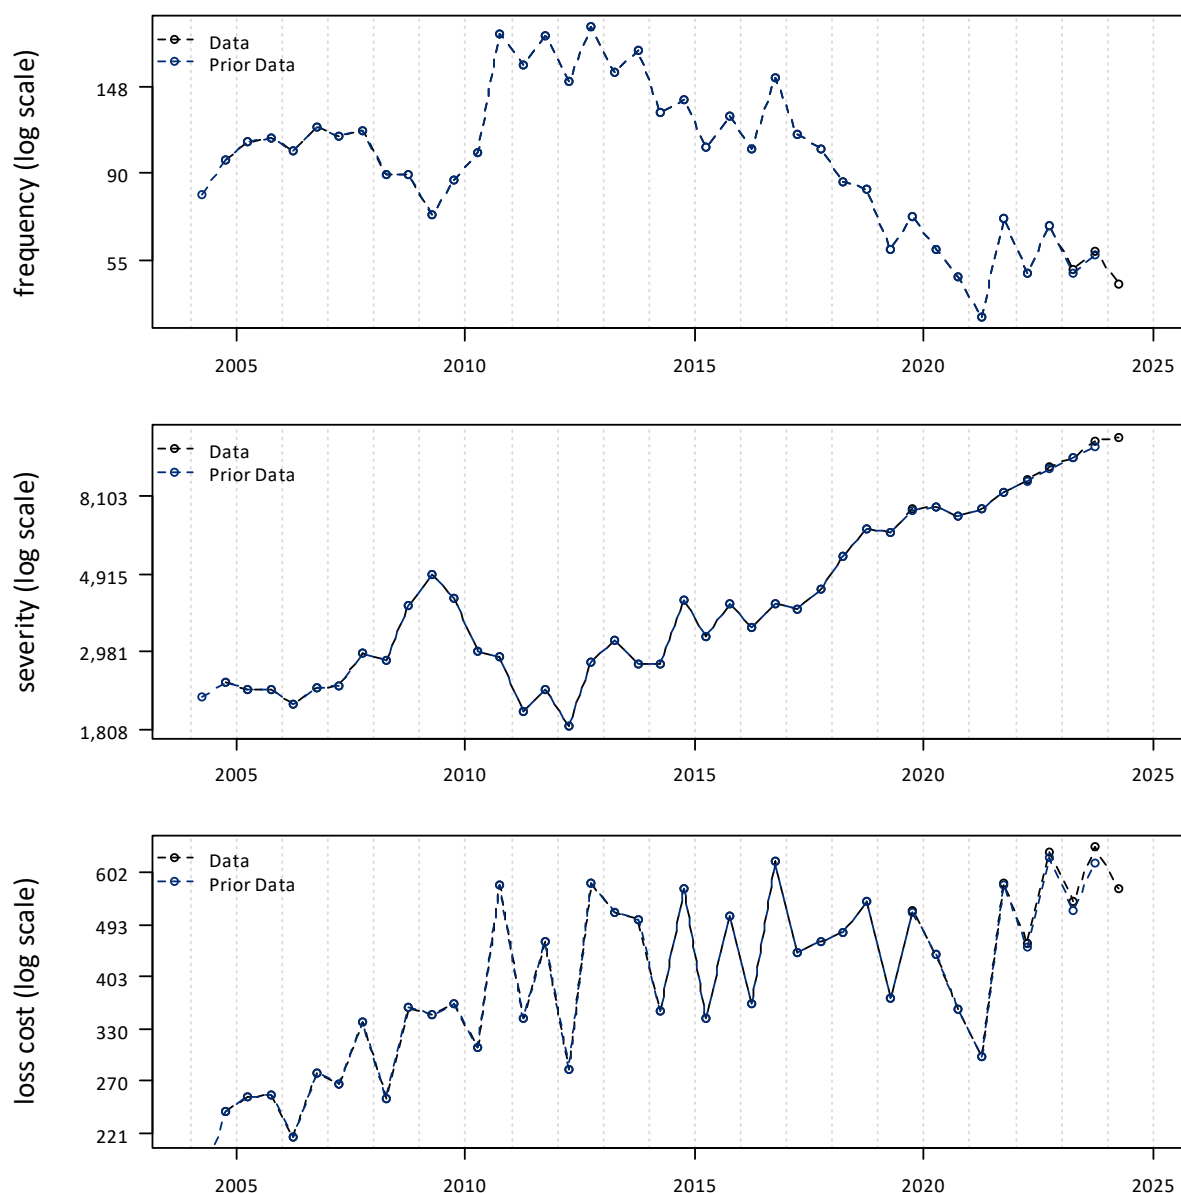 frequency (log scale)
Data
Prior Data
148
90
55
2005 2010 2015 2020 2025
severity (log scale)
Data
Prior Data
8,103
4,915
2,981
1,808
2005 2010 2015 2020 2025
loss cost (log scale)
Data
Prior Data
602
493
403
330
270
221
2005 2010 2015 2020 2025